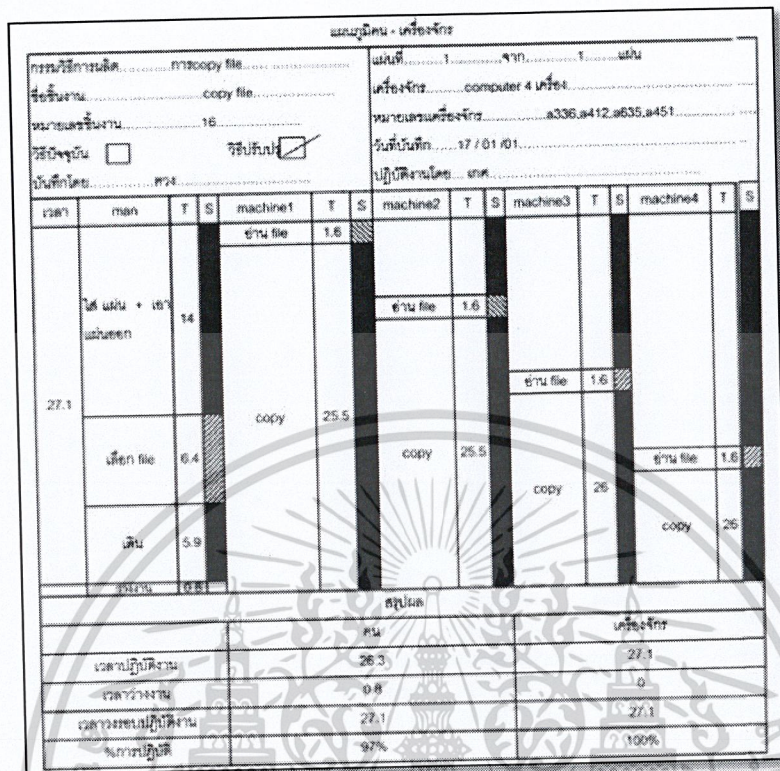 แผนภูมิคน - เครื่องจักร
กรรมวิธีการผลิต...............การcopy file
แผ่นที่..........1..........จาก..........1..........แผ่น
ชื่อชิ้นงาน..............................copy file
เครื่องจักร..........computer 4 เครื่อง
หมายเลขชิ้นงาน...................16
หมายเลขเครื่องจักร..............a336,a412,a635,a451
วิธีปัจจุบัน วิธีปรับปรุง
วันที่บันทึก......17 / 01 /01
บันทึกโดย
ปฏิบัติงานโดย... เกศ
เวลา man T S machine1 T S machine2 T S machine3 T S machine4 T S
อ่าน file 1.6
ใส่ แผ่น + เอา
แผ่นออก
14
อ่าน file 1.6
อ่าน file 1.6
27.1
copy 25.5
เลือก file 6.4
copy 25.5
อ่าน file 1.6
copy 26
เดิน 5.9
copy 26
ว่างงาน 0.8
สรุปผล
คน เครื่องจักร
เวลาปฏิบัติงาน 26.3 27.1
เวลาว่างงาน 0.8 0
เวลาวงรอบปฏิบัติงาน 27.1 27.1
%การปฏิบัติ 97% 100%